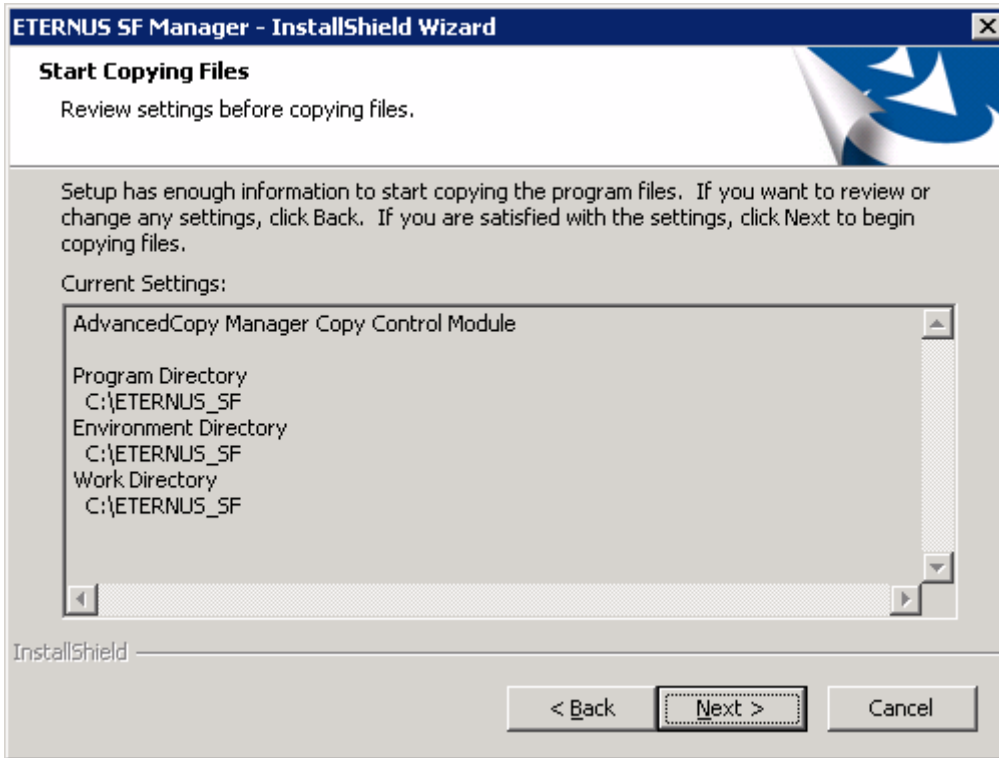 ETERNUS SF Manager - InstallShield Wizard
Start Copying Files
Review settings before copying files.
Setup has enough information to start copying the program files.  If you want to review or
change any settings, click Back.  If you are satisfied with the settings, click Next to begin
copying files.
Current Settings:
AdvancedCopy Manager Copy Control Module
Program Directory
C:\ETERNUS_SF
Environment Directory
C:\ETERNUS_SF
Work Directory
C:\ETERNUS_SF
InstallShield
< Back
Next >
Cancel